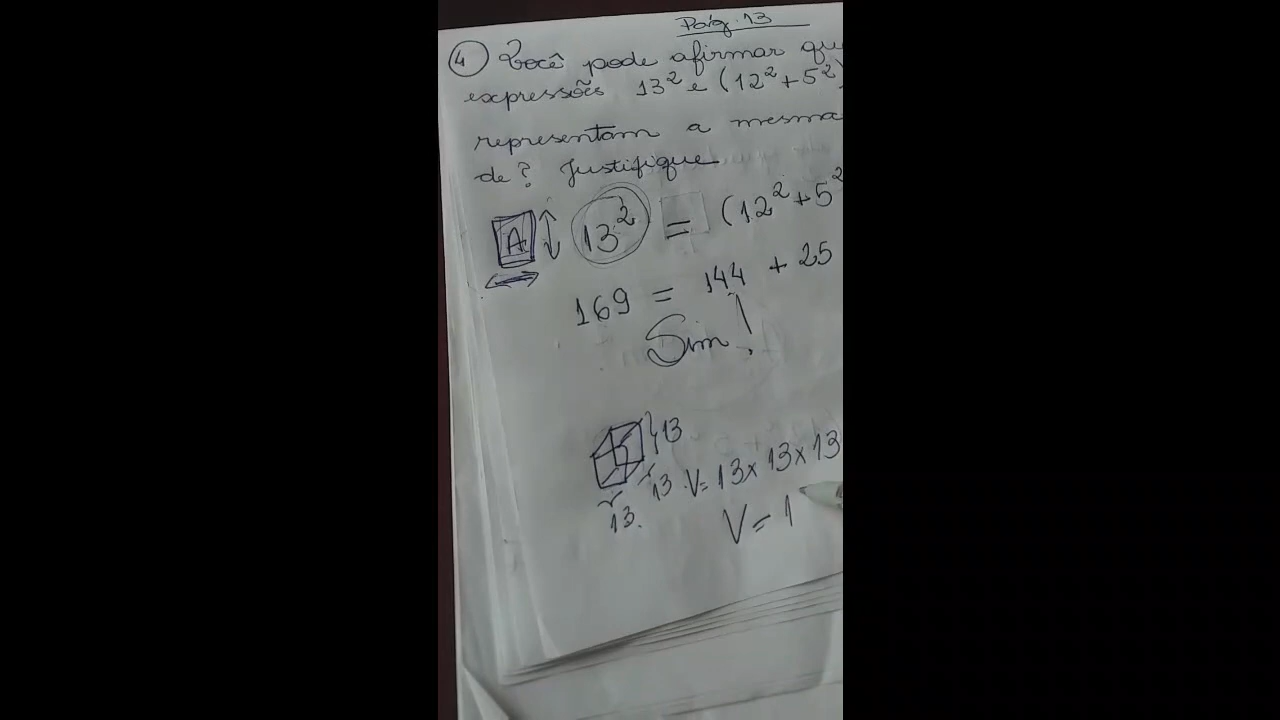 Pág. 13
4 Você pode afirmar que
expressões 13² e (12² + 5²)
representam a mesma
de? Justifique
A 13² = (12² + 5²
169 = 144 + 25
Sim!
13
13 V= 13 x 13 x 13
13.
V = 1